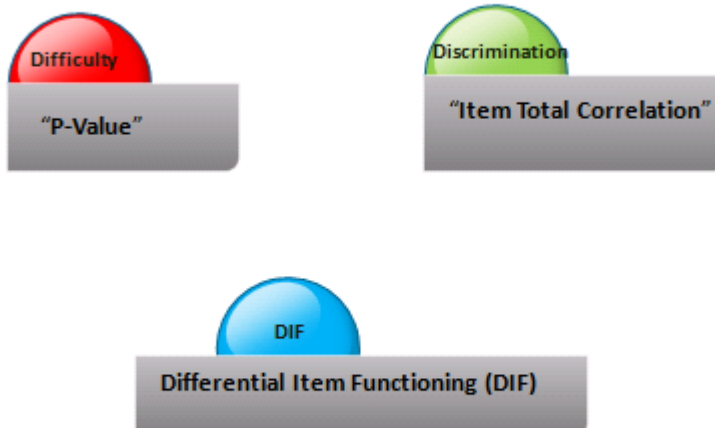 Difficulty
“P-Value”
Discrimination
“Item Total Correlation”
DIF
Differential Item Functioning (DIF)